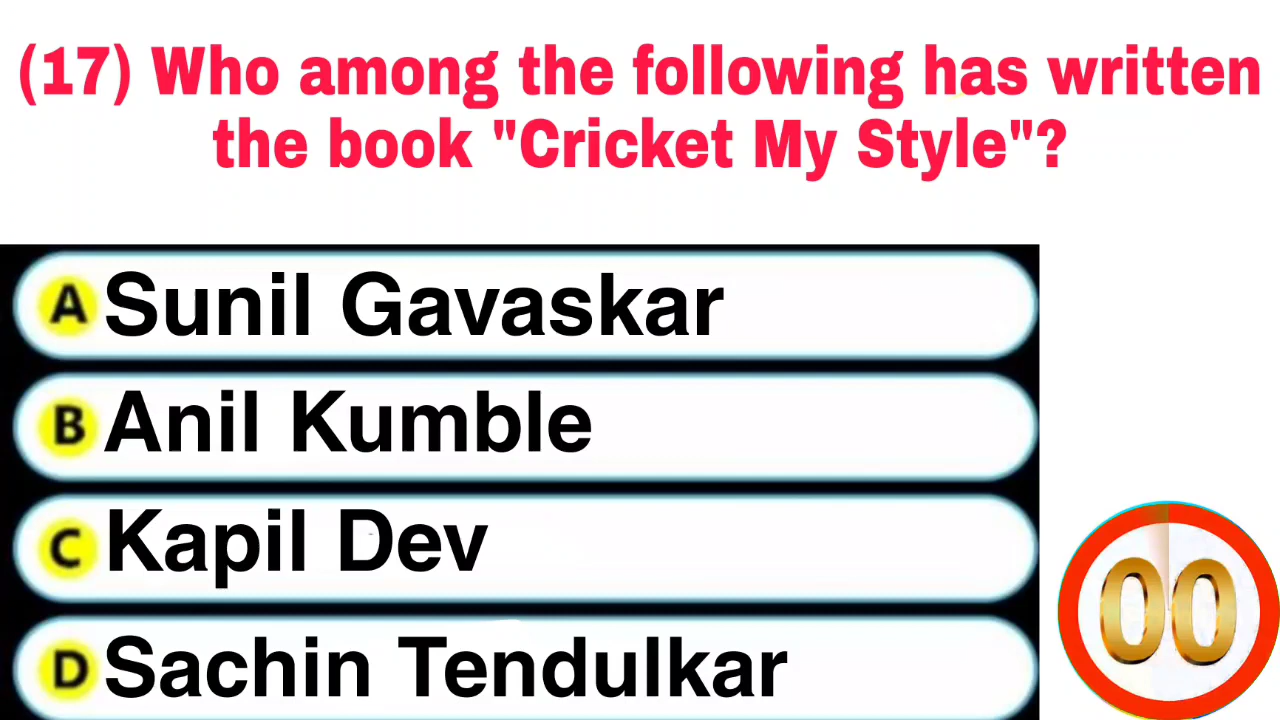 (17) Who among the following has written
the book "Cricket My Style"?
A Sunil Gavaskar
B Anil Kumble
C Kapil Dev
D Sachin Tendulkar
00